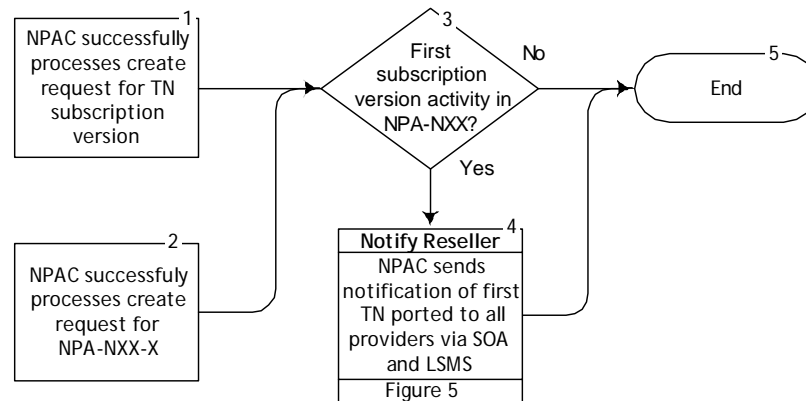 1
NPAC successfully
processes create
request for TN
subscription
version
3
First
subscription
version activity in
NPA-NXX?
No
5
End
Yes
2
NPAC successfully
processes create
request for
NPA-NXX-X
4
Notify Reseller
NPAC sends
notification of first
TN ported to all
providers via SOA
and LSMS
Figure 5